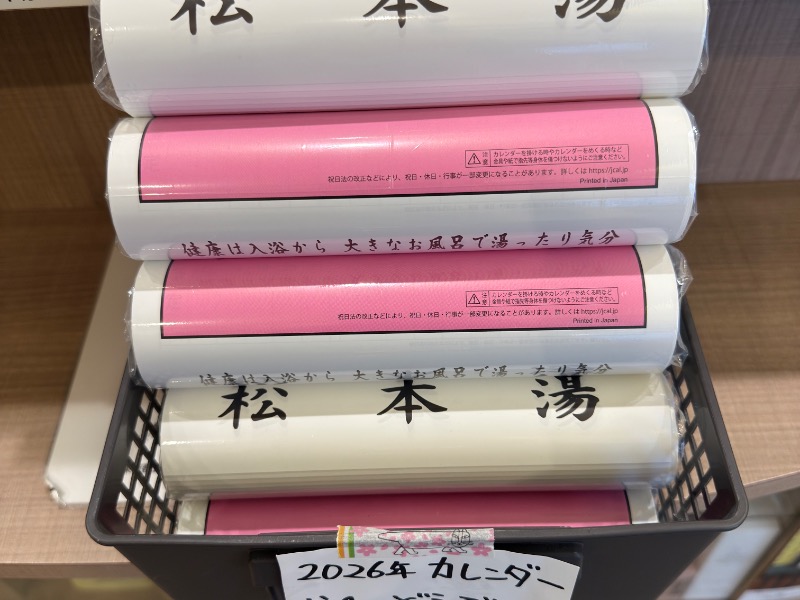 松 本 湯
注意 カレンダーを掛ける時やカレンダーをめくる時など
金具や紙で指先等身体を傷つけないようにご注意ください。
祝日法の改正などにより、祝日・休日・行事が一部変更になることがあります。詳しくは https://jcal.jp
Printed in Japan
健康は入浴から 大きなお風呂で湯ったり気分
注意 カレンダーを掛ける時やカレンダーをめくる時など
金具や紙で指先等身体を傷つけないようにご注意ください。
祝日法の改正などにより、祝日・休日・行事が一部変更になることがあります。詳しくは https://jcal.jp
Printed in Japan
健康は入浴から 大きなお風呂で湯ったり気分
松 本 湯
2026年 カレンダー